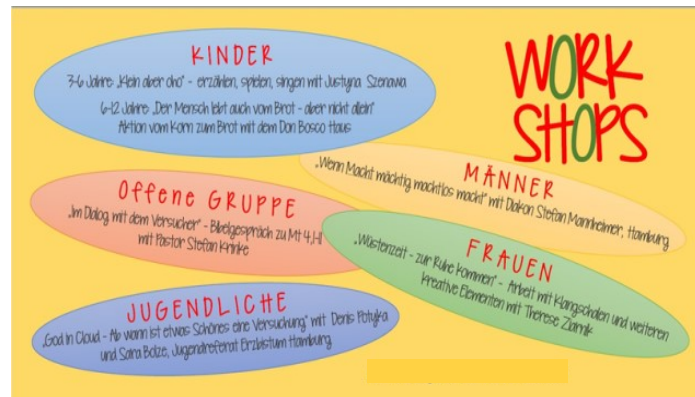 WORK
SHOPS
KINDER
3-6 Jahre: „Klein aber oho“ - erzählen, spielen, singen mit Justyna Szenawa
6-12 Jahre: „Der Mensch lebt auch vom Brot - aber nicht allein“
Aktion vom Korn zum Brot mit dem Don Bosco Haus
MÄNNER
„Wenn Macht mächtig machtlos macht“ mit Diakon Stefan Mannheimer, Hamburg
Offene GRUPPE
„Im Dialog mit dem Versucher“ - Bibelgespräch zu Mt 4,1-11
mit Pastor Stefan Krinke
FRAUEN
„Wüstenzeit - zur Ruhe kommen“ - Arbeit mit Klangschalen und weiteren
kreative Elementen mit Therese
JUGENDLICHE
„God in Cloud - Ab wann ist etwas Schönes eine Versuchung“ mit Denis Potyka
und Sara Bolze, Jugendreferat Erzbistum Hamburg